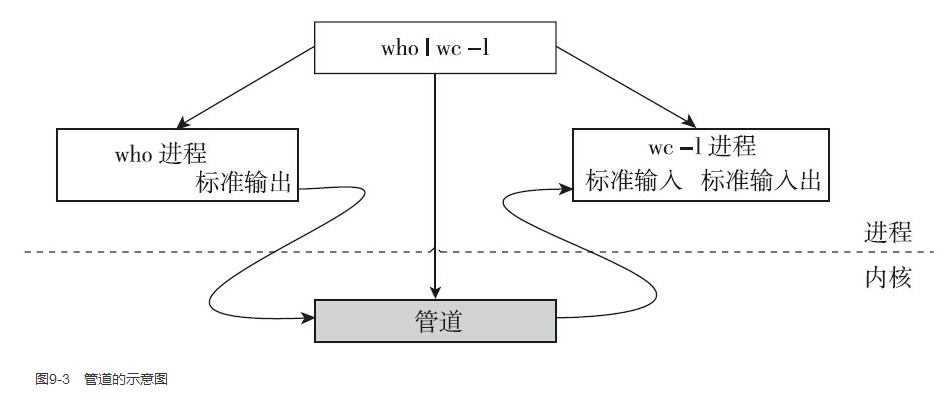 who | wc –l
who 进程
标准输出
wc –l 进程
标准输入 标准输入出
进程
内核
管道
图9-3 管道的示意图